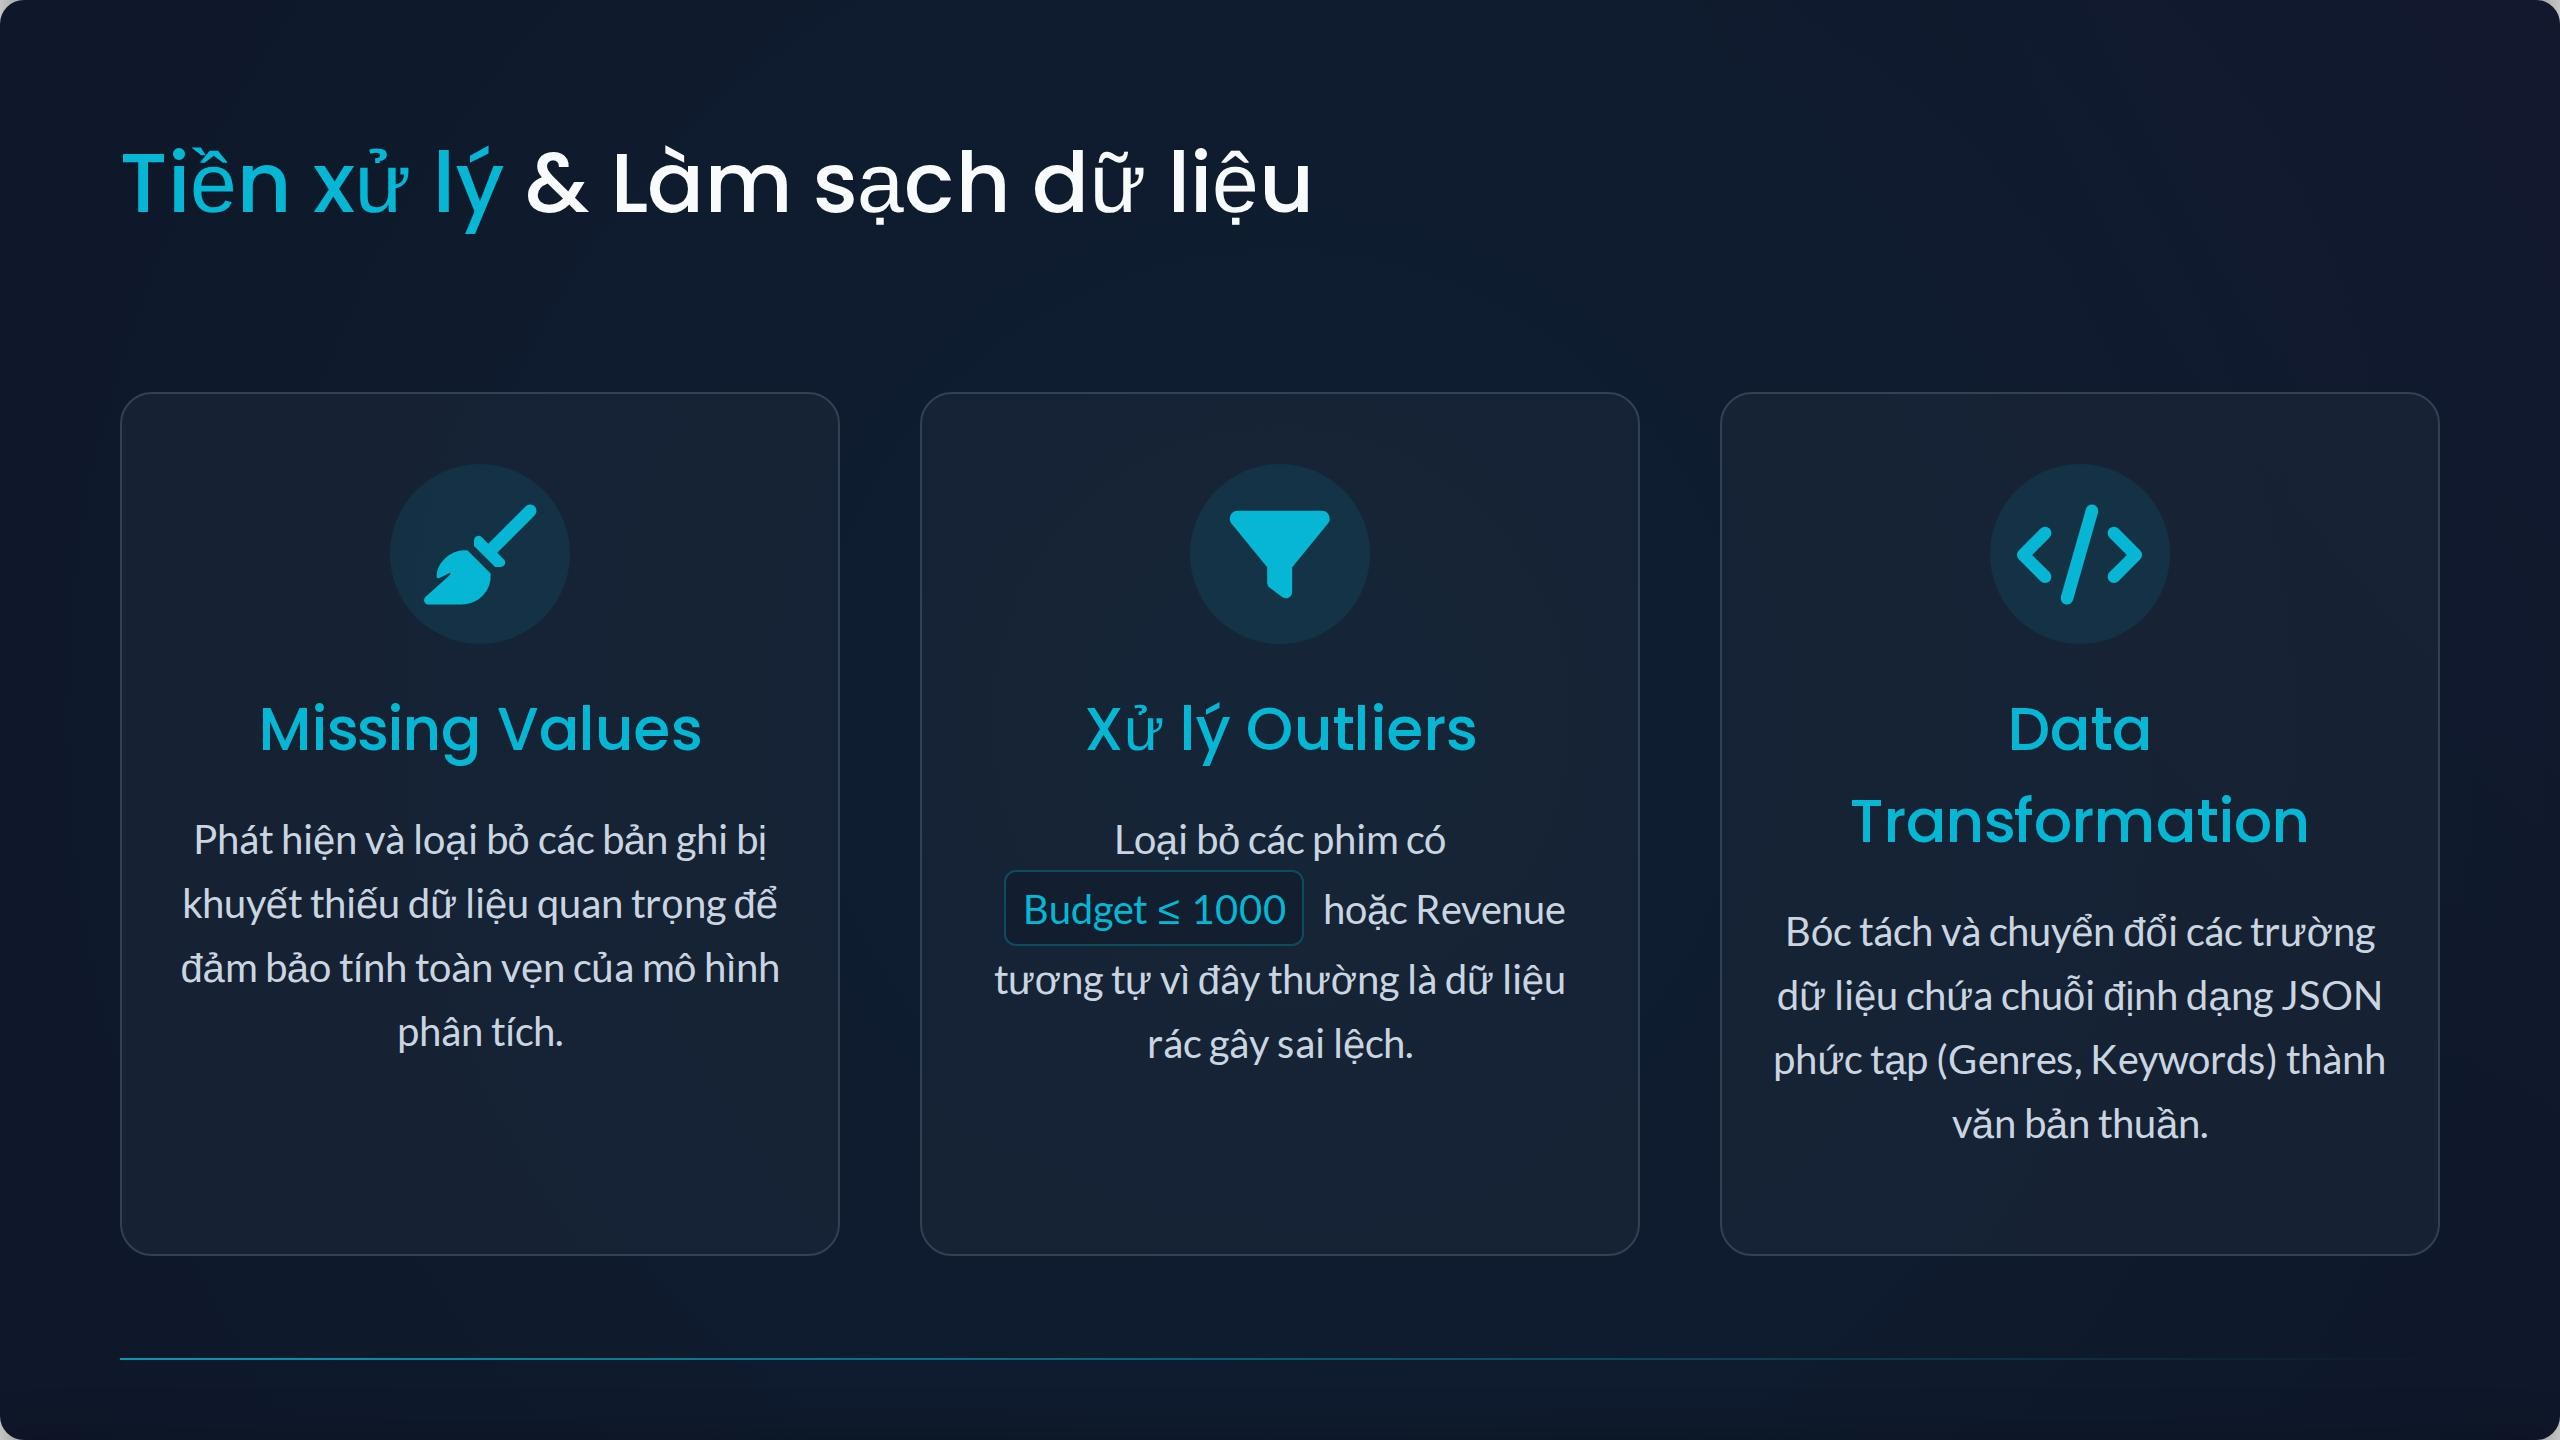 Tiền xử lý & Làm sạch dữ liệu
Missing Values
Phát hiện và loại bỏ các bản ghi bị
khuyết thiếu dữ liệu quan trọng để
đảm bảo tính toàn vẹn của mô hình
phân tích.
Xử lý Outliers
Loại bỏ các phim có
Budget ≤ 1000 hoặc Revenue
tương tự vì đây thường là dữ liệu
rác gây sai lệch.
Data
Transformation
Bóc tách và chuyển đổi các trường
dữ liệu chứa chuỗi định dạng JSON
phức tạp (Genres, Keywords) thành
văn bản thuần.